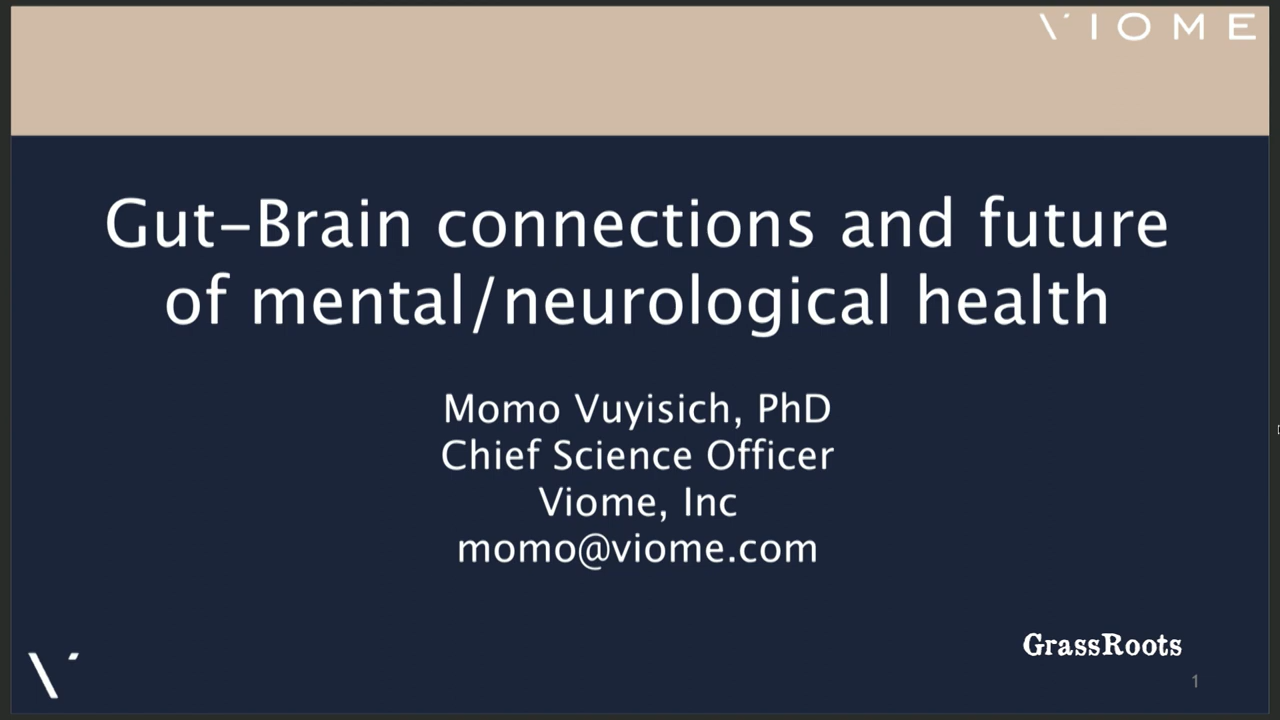 VIOME
Gut-Brain connections and future
of mental/neurological health
Momo Vuyisich, PhD
Chief Science Officer
Viome, Inc
momo@viome.com
GrassRoots
1